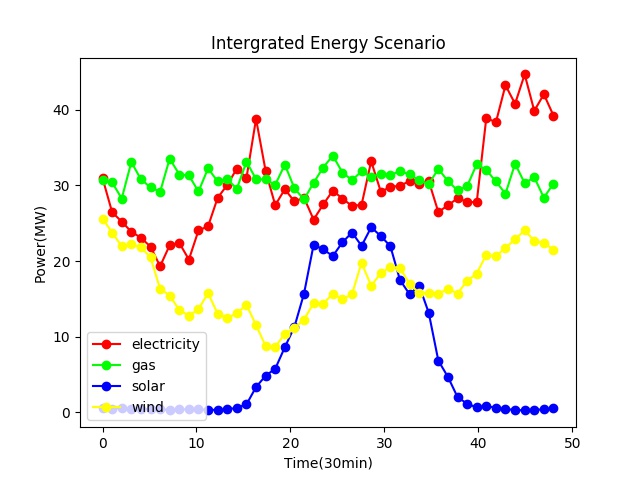 Intergrated Energy Scenario
Power(MW)
40
30
20
10
0
electricity
gas
solar
wind
0 10 20 30 40 50
Time(30min)